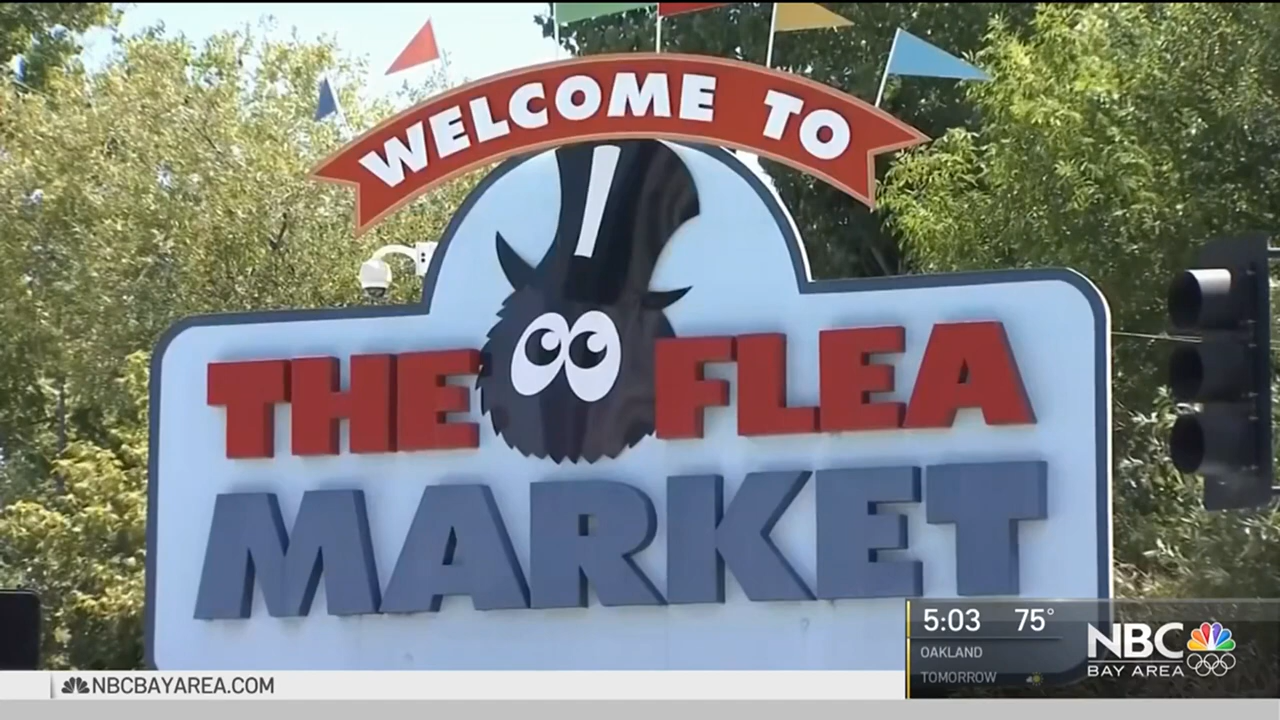 WELCOME TO
THE FLEA
MARKET
5:03 75°
OAKLAND
TOMORROW
NBC
BAY AREA
NBCBAYAREA.COM